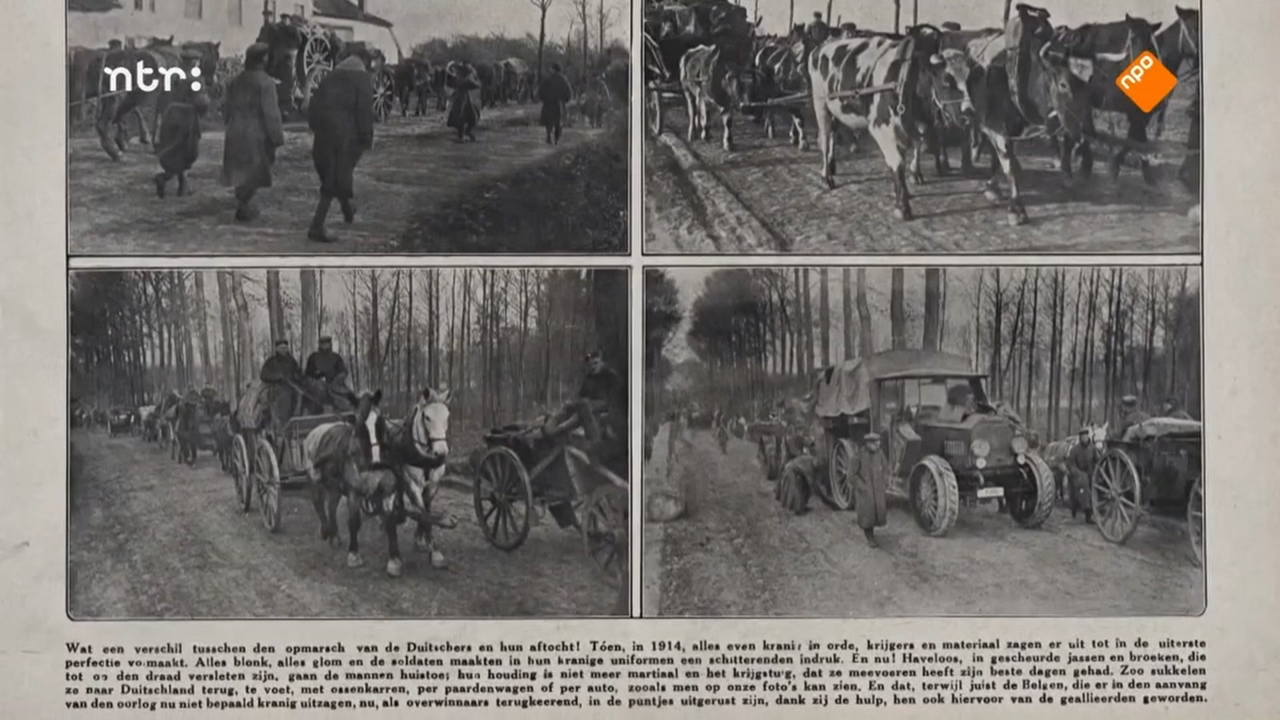 ntr:
npo
Wat een verschil tusschen den opmarsch van de Duitschers en hun aftocht! Tóen, in 1914, alles even kranig in orde, krijgers en materiaal zagen er uit tot in de uiterste
perfectie volmaakt. Alles blonk, alles glom en de soldaten maakten in hun kranige uniformen een schitterenden indruk. En nu! Haveloos, in gescheurde jassen en broeken, die
tot op den draad versleten zijn, gaan de mannen huistoe; hun houding is niet meer martiaal en het krijgstuig, dat ze meevoeren heeft zijn beste dagen gehad. Zoo sukkelen
ze naar Duitschland terug, te voet, met ossenkarren, per paardenwagen of per auto, zooals men op onze foto's kan zien. En dat, terwijl juist de Belgen, die er in den aanvang
van den oorlog nu niet bepaald kranig uitzagen, nu, als overwinnaars terugkeerend, in de puntjes uitgerust zijn, dank zij de hulp, hen ook hiervoor van de geallieerden geworden.